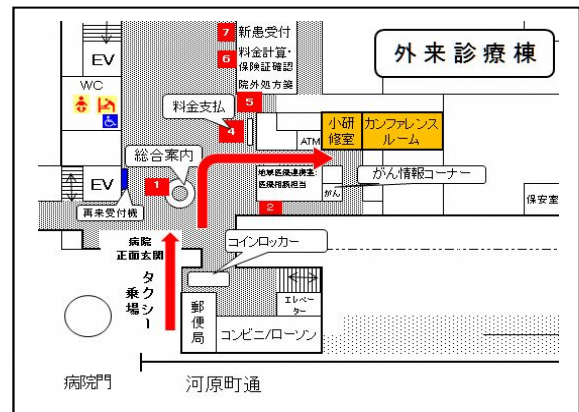 外来診療棟
7 新患受付
6 料金計算・
保険証確認
院外処方箋
5
EV
WC
料金支払
4
ATM
小研
修室
カンファレンス
ルーム
総合案内
1
EV
再来受付機
地域医療連携室・
医療相談担当
がん
がん情報コーナー
2
保安室
病院
正面玄関
コインロッカー
タクシー
乗場
郵便局
エレベー
ター
コンビニ/ローソン
病院門
河原町通